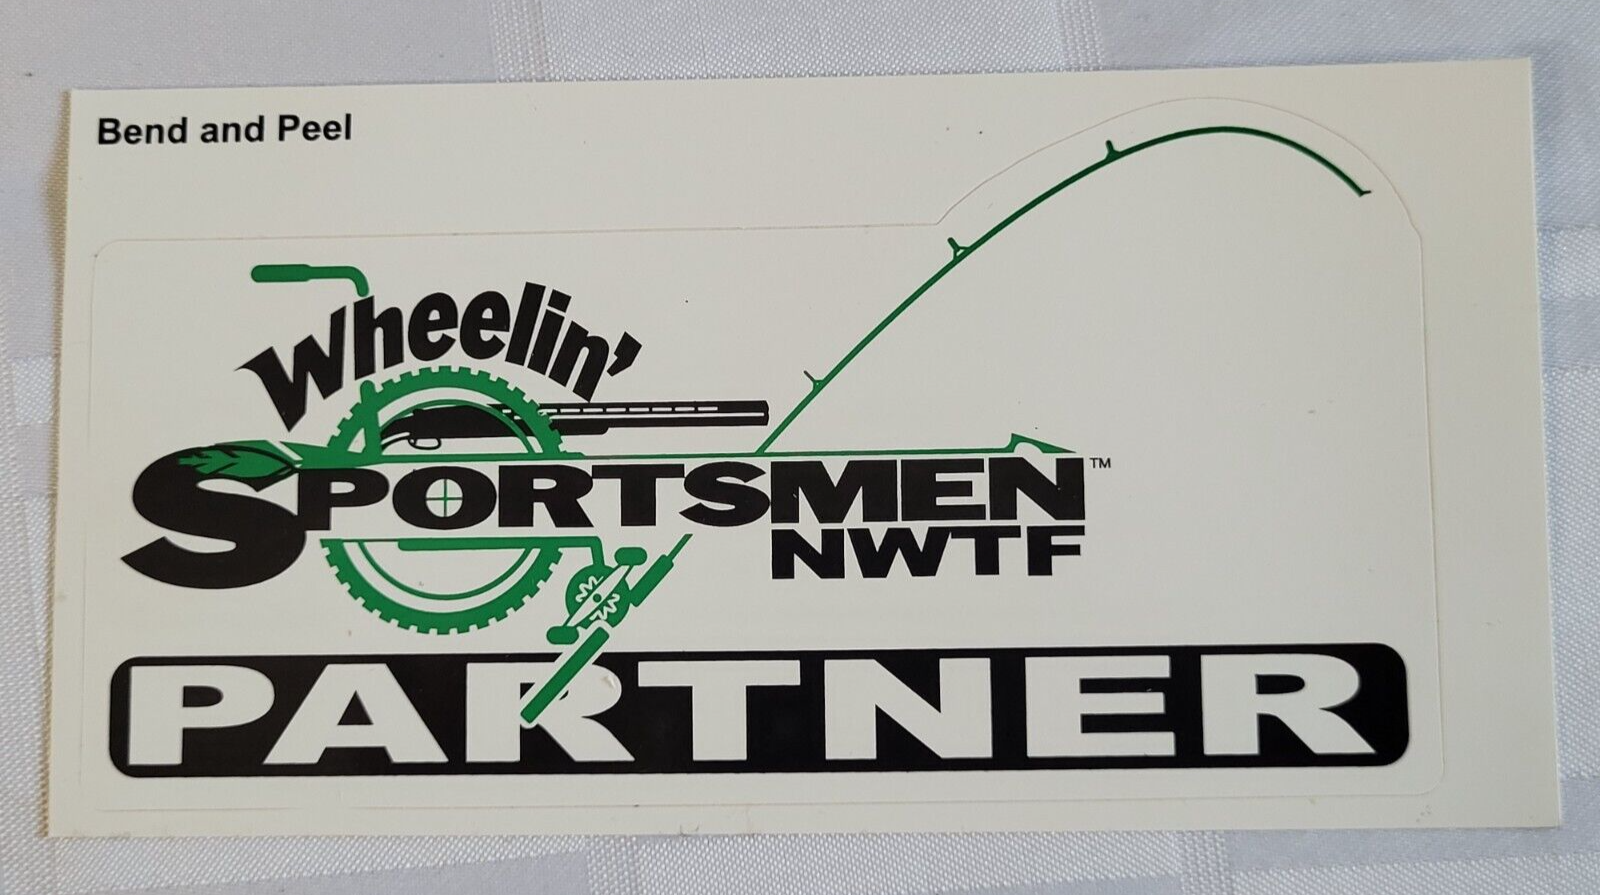 Bend and Peel
Wheelin'
SPORTSMEN™
NWTF
PARTNER